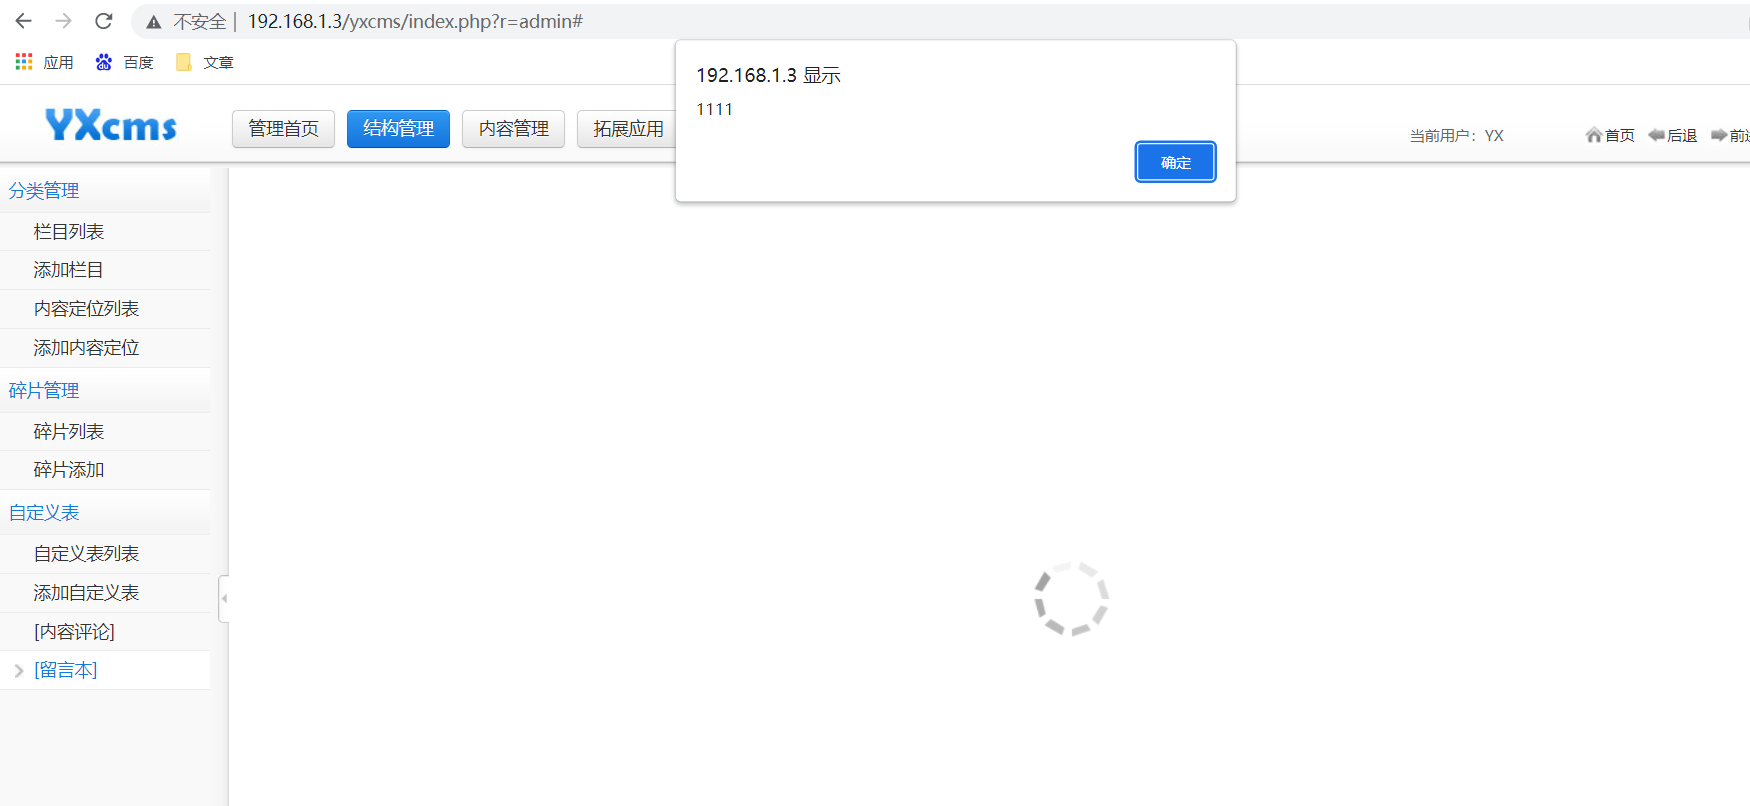 不安全 | 192.168.1.3/yxcms/index.php?r=admin#
应用 百度 文章
192.168.1.3 显示
1111
确定
YXcms
管理首页 结构管理 内容管理 拓展应用
当前用户：YX 首页 后退
分类管理
栏目列表
添加栏目
内容定位列表
添加内容定位
碎片管理
碎片列表
碎片添加
自定义表
自定义表列表
添加自定义表
[内容评论]
[留言本]